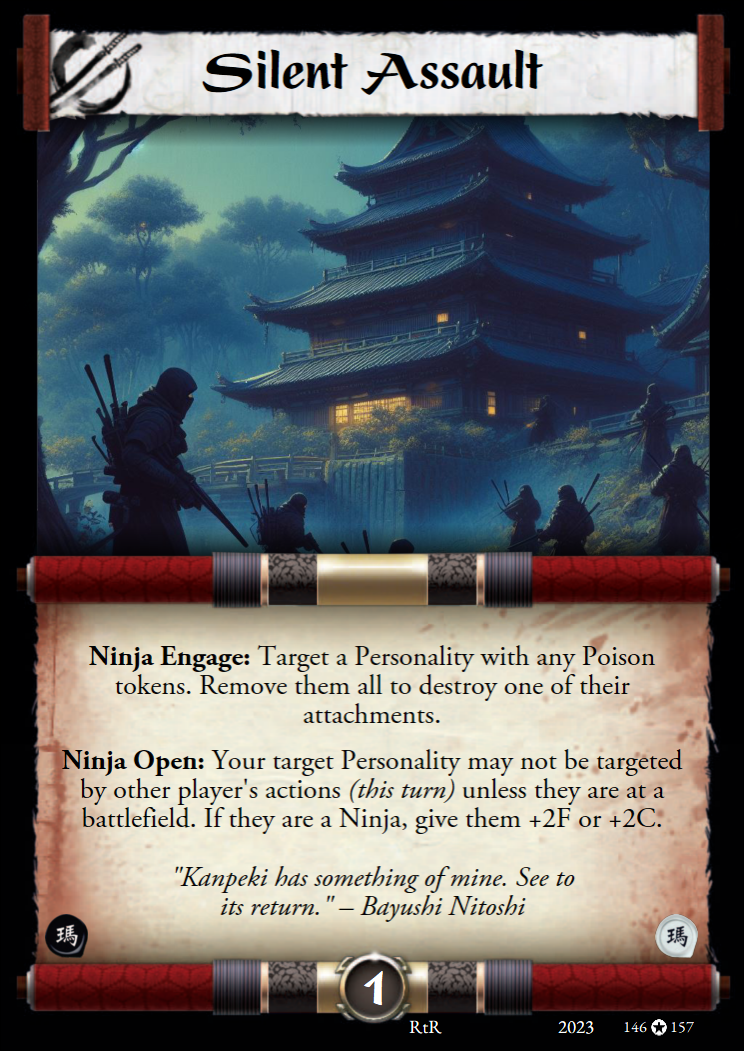 Silent Assault
Ninja Engage: Target a Personality with any Poison
tokens. Remove them all to destroy one of their
attachments.
Ninja Open: Your target Personality may not be targeted
by other player's actions (this turn) unless they are at a
battlefield. If they are a Ninja, give them +2F or +2C.
"Kanpeki has something of mine. See to
its return." – Bayushi Nitoshi
瑪 瑪
1
RtR 2023 146 157